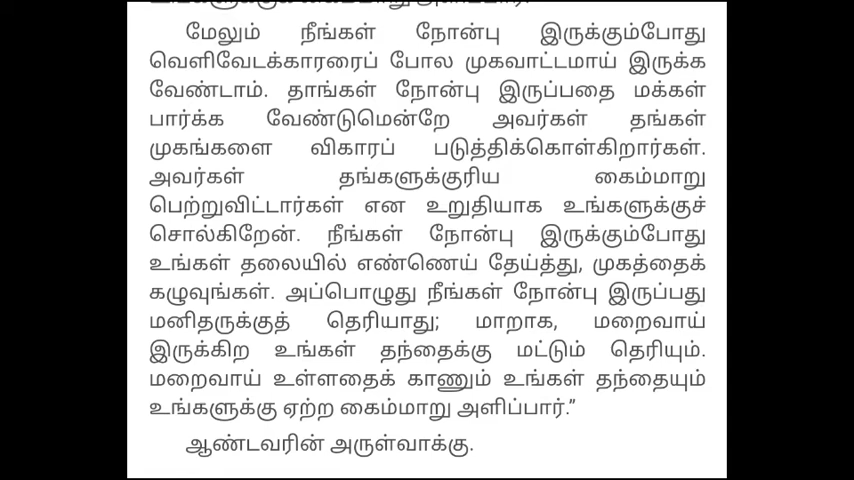 மேலும் நீங்கள் நோன்பு இருக்கும்போது
வெளிவேடக்காரரைப் போல முகவாட்டமாய் இருக்க
வேண்டாம். தாங்கள் நோன்பு இருப்பதை மக்கள்
பார்க்க வேண்டுமென்றே அவர்கள் தங்கள்
முகங்களை விகாரப் படுத்திக்கொள்கிறார்கள்.
அவர்கள் தங்களுக்குரிய கைம்மாறு
பெற்றுவிட்டார்கள் என உறுதியாக உங்களுக்குச்
சொல்கிறேன். நீங்கள் நோன்பு இருக்கும்போது
உங்கள் தலையில் எண்ணெய் தேய்த்து, முகத்தைக்
கழுவுங்கள். அப்பொழுது நீங்கள் நோன்பு இருப்பது
மனிதருக்குத் தெரியாது; மாறாக, மறைவாய்
இருக்கிற உங்கள் தந்தைக்கு மட்டும் தெரியும்.
மறைவாய் உள்ளதைக் காணும் உங்கள் தந்தையும்
உங்களுக்கு ஏற்ற கைம்மாறு அளிப்பார்.”
ஆண்டவரின் அருள்வாக்கு.